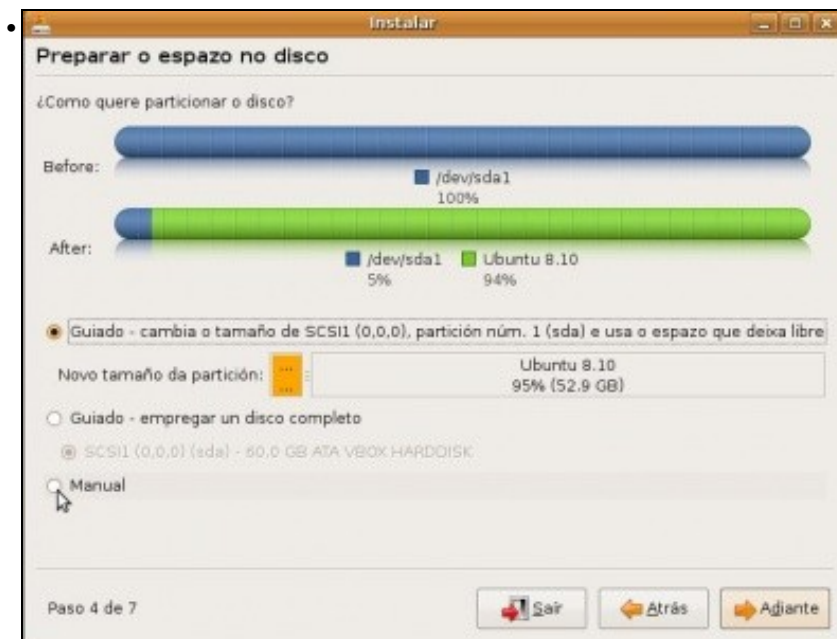 Instalar
Preparar o espazo no disco
¿Como quere particionar o disco?
Before:
/dev/sda1
100%
After:
/dev/sda1 Ubuntu 8.10
5% 94%
Guiado - cambia o tamaño de SCSI1 (0,0,0), partición núm. 1 (sda) e usa o espazo que deixa libre
Novo tamaño da partición: ... Ubuntu 8.10
... 95% (52.9 GB)
Guiado - empregar un disco completo
SCSI1 (0,0,0) (sda) - 60,0 GB ATA VBOX HARDDISK
Manual
Paso 4 de 7 Saír Atrás Adiante